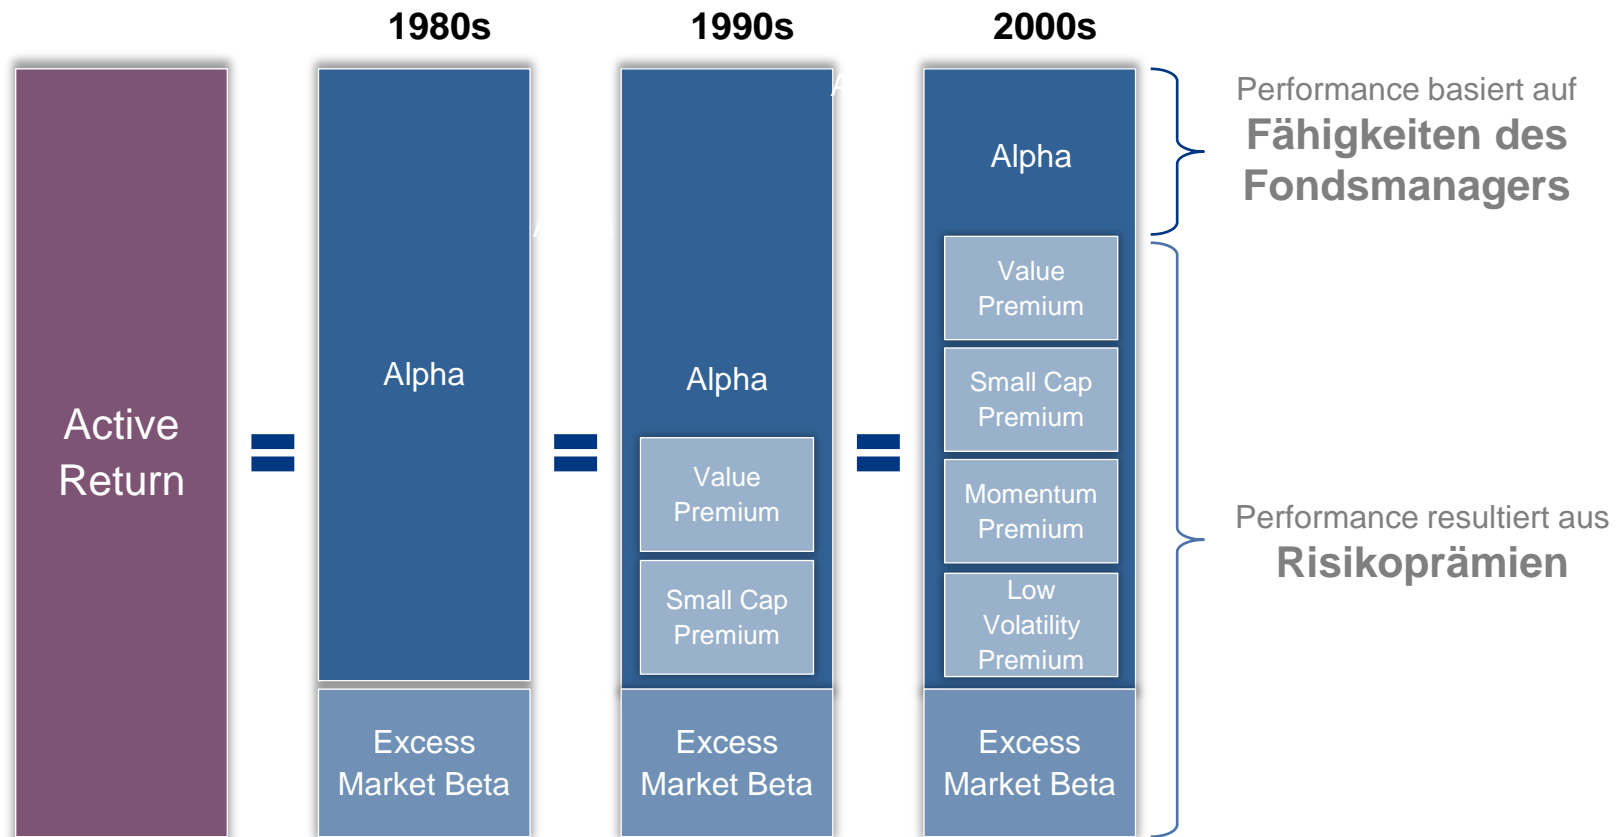 1980s
1990s
2000s
Active
Return
=
Alpha
Excess
Market Beta
=
A
Alpha
Value
Premium
Small Cap
Premium
Excess
Market Beta
=
Alpha
Value
Premium
Small Cap
Premium
Momentum
Premium
Low
Volatility
Premium
Excess
Market Beta
Performance basiert auf
Fähigkeiten des
Fondsmanagers
Performance resultiert aus
Risikoprämien